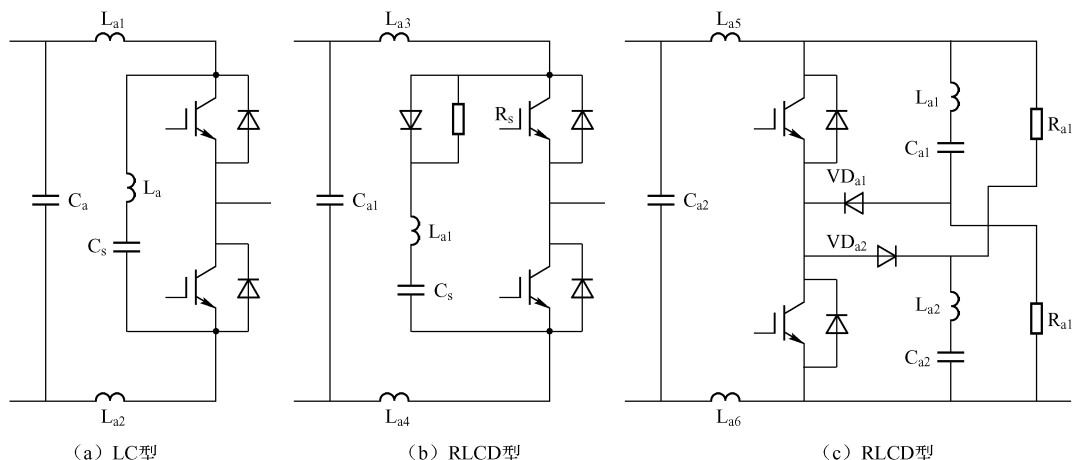 La1
Ca
La
Cs
La2
(a) LC型
La3
Rs
Ca1
La1
Cs
La4
(b) RLCD型
La5
La1
Ca1
Ra1
VDa1
Ca2
VDa2
La2
Ca2
Ra1
La6
(c) RLCD型